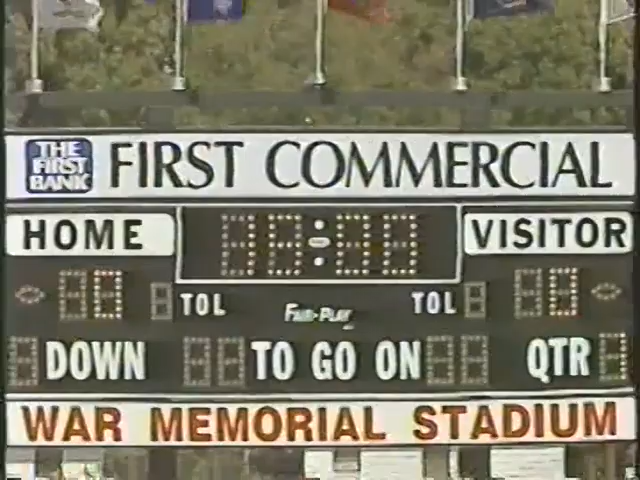 THE
FIRST
BANK
FIRST COMMERCIAL
HOME
VISITOR
TOL
FAIR-PLAY
TOL
DOWN TO GO ON QTR
WAR MEMORIAL STADIUM